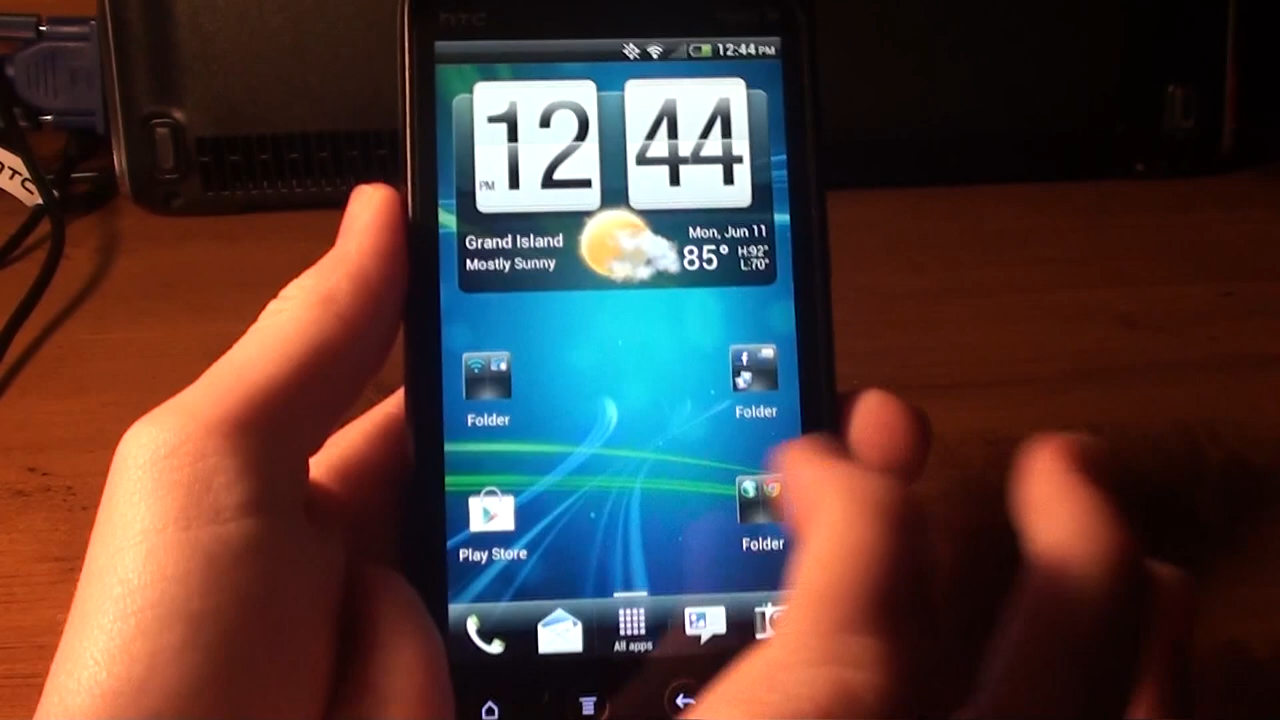 hTC
12:44 PM
12 44
PM
Grand Island
Mostly Sunny
Mon, Jun 11
85°
H:92°
L:70°
Folder
Folder
Play Store
Folder
All apps
hTC